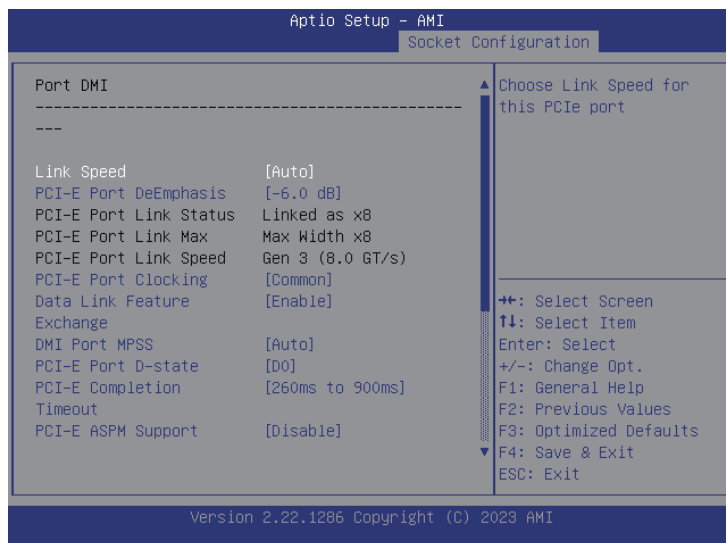 Aptio Setup – AMI
Socket Configuration
Port DMI
-----------------------------------------------
---
Link Speed [Auto]
PCI-E Port DeEmphasis [-6.0 dB]
PCI-E Port Link Status Linked as x8
PCI-E Port Link Max Max Width x8
PCI-E Port Link Speed Gen 3 (8.0 GT/s)
PCI-E Port Clocking [Common]
Data Link Feature [Enable]
Exchange
DMI Port MPSS [Auto]
PCI-E Port D-state [D0]
PCI-E Completion [260ms to 900ms]
Timeout
PCI-E ASPM Support [Disable]
Choose Link Speed for
this PCIe port
→←: Select Screen
↑↓: Select Item
Enter: Select
+/-: Change Opt.
F1: General Help
F2: Previous Values
F3: Optimized Defaults
F4: Save & Exit
ESC: Exit
Version 2.22.1286 Copyright (C) 2023 AMI